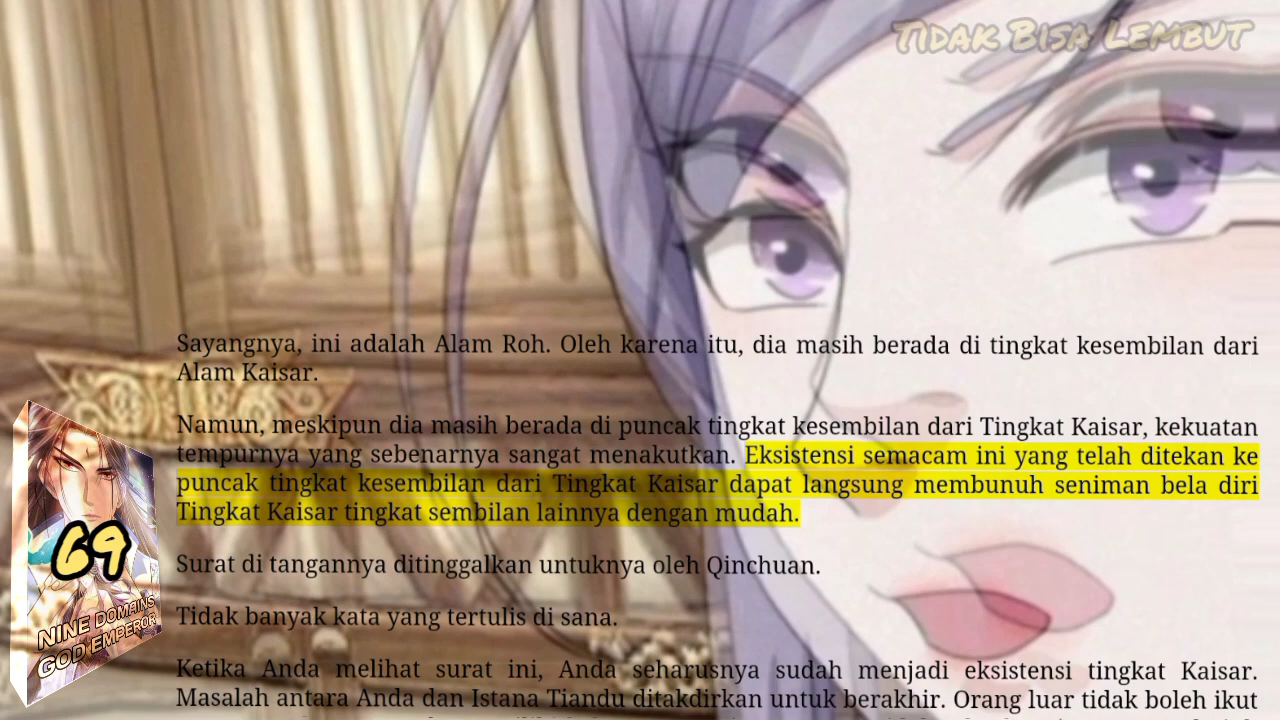 Tidak Bisa Lembut
Sayangnya, ini adalah Alam Roh. Oleh karena itu, dia masih berada di tingkat kesembilan dari
Alam Kaisar.
Namun, meskipun dia masih berada di puncak tingkat kesembilan dari Tingkat Kaisar, kekuatan
tempurnya yang sebenarnya sangat menakutkan. Eksistensi semacam ini yang telah ditekan ke
puncak tingkat kesembilan dari Tingkat Kaisar dapat langsung membunuh seniman bela diri
Tingkat Kaisar tingkat sembilan lainnya dengan mudah.
Surat di tangannya ditinggalkan untuknya oleh Qinchuan.
Tidak banyak kata yang tertulis di sana.
Ketika Anda melihat surat ini, Anda seharusnya sudah menjadi eksistensi tingkat Kaisar.
Masalah antara Anda dan Istana Tiandu ditakdirkan untuk berakhir. Orang luar tidak boleh ikut
69
NINE DOMAINS
GOD EMPEROR